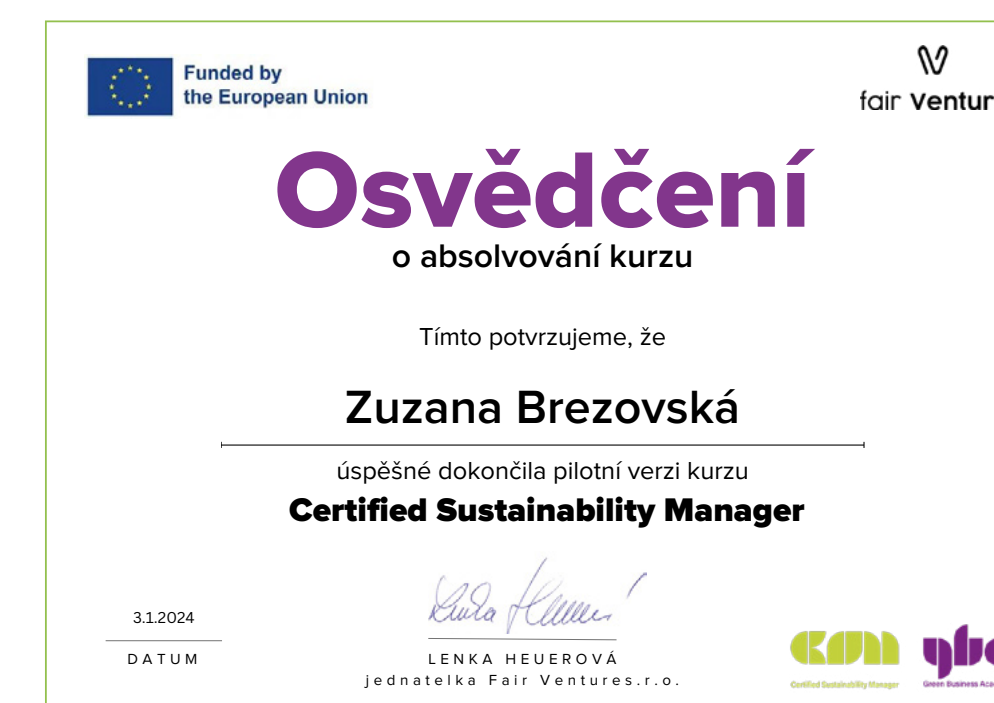 Funded by
the European Union
fair Ventur
Osvědčení
o absolvování kurzu
Tímto potvrzujeme, že
Zuzana Brezovská
úspěšné dokončila pilotní verzi kurzu
Certified Sustainability Manager
3.1.2024
DATUM
LENKA HEUEROVÁ
jednatelka Fair Ventures.r.o.
Certified Sustainability Manager
Green Business Aca